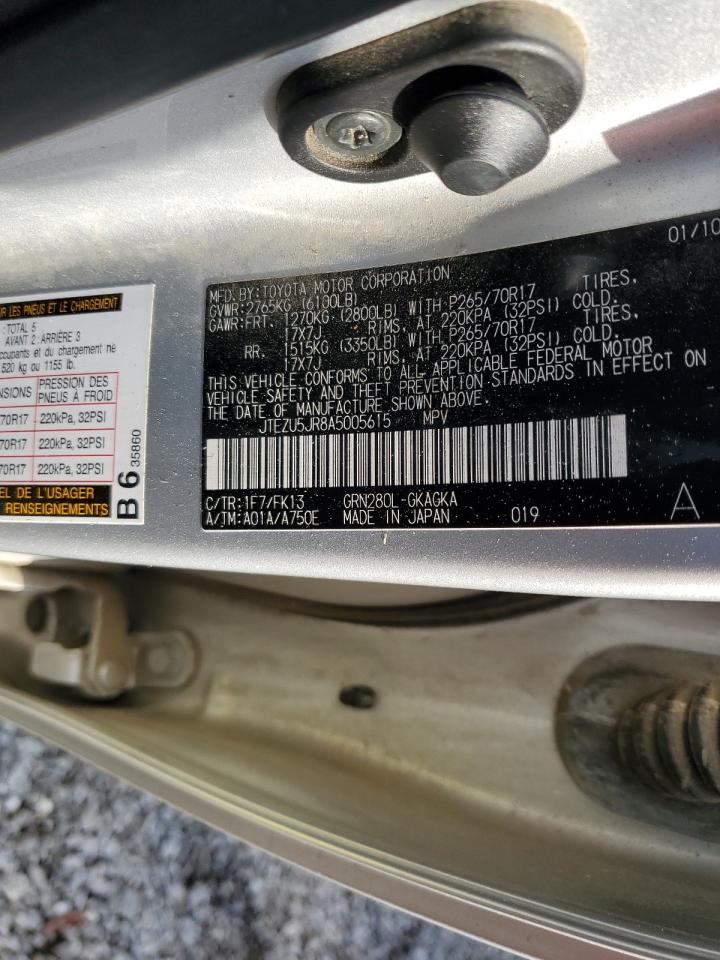 UR LES PNEUS ET LE CHARGEMENT
: TOTAL 5
AVANT 2: ARRIÈRE 3
ccupants et du chargement ne
520 kg ou 1155 lb.
NSIONS PRESSION DES PNEUS À FROID
70R17 220kPa, 32PSI
70R17 220kPa, 32PSI
70R17 220kPa, 32PSI
EL DE L'USAGER
RENSEIGNEMENTS
B 6 35860
01/10
MFD.BY:TOYOTA MOTOR CORPORATION
GVWR:2765KG (6100LB)
GAWR:FRT. 1270KG (2800LB) WITH P265/70R17 TIRES,
17X7J RIMS, AT 220KPA (32PSI) COLD.
RR. 1515KG (3350LB) WITH P265/70R17 TIRES,
17X7J RIMS, AT 220KPA (32PSI) COLD.
THIS VEHICLE CONFORMS TO ALL APPLICABLE FEDERAL MOTOR
VEHICLE SAFETY AND THEFT PREVENTION STANDARDS IN EFFECT ON
THE DATE OF MANUFACTURE SHOWN ABOVE.
JTEZU5JR8A5005615 MPV
C/TR:1F7/FK13 GRN280L-GKAGKA
A/TM:A01A/A750E MADE IN JAPAN 019 A